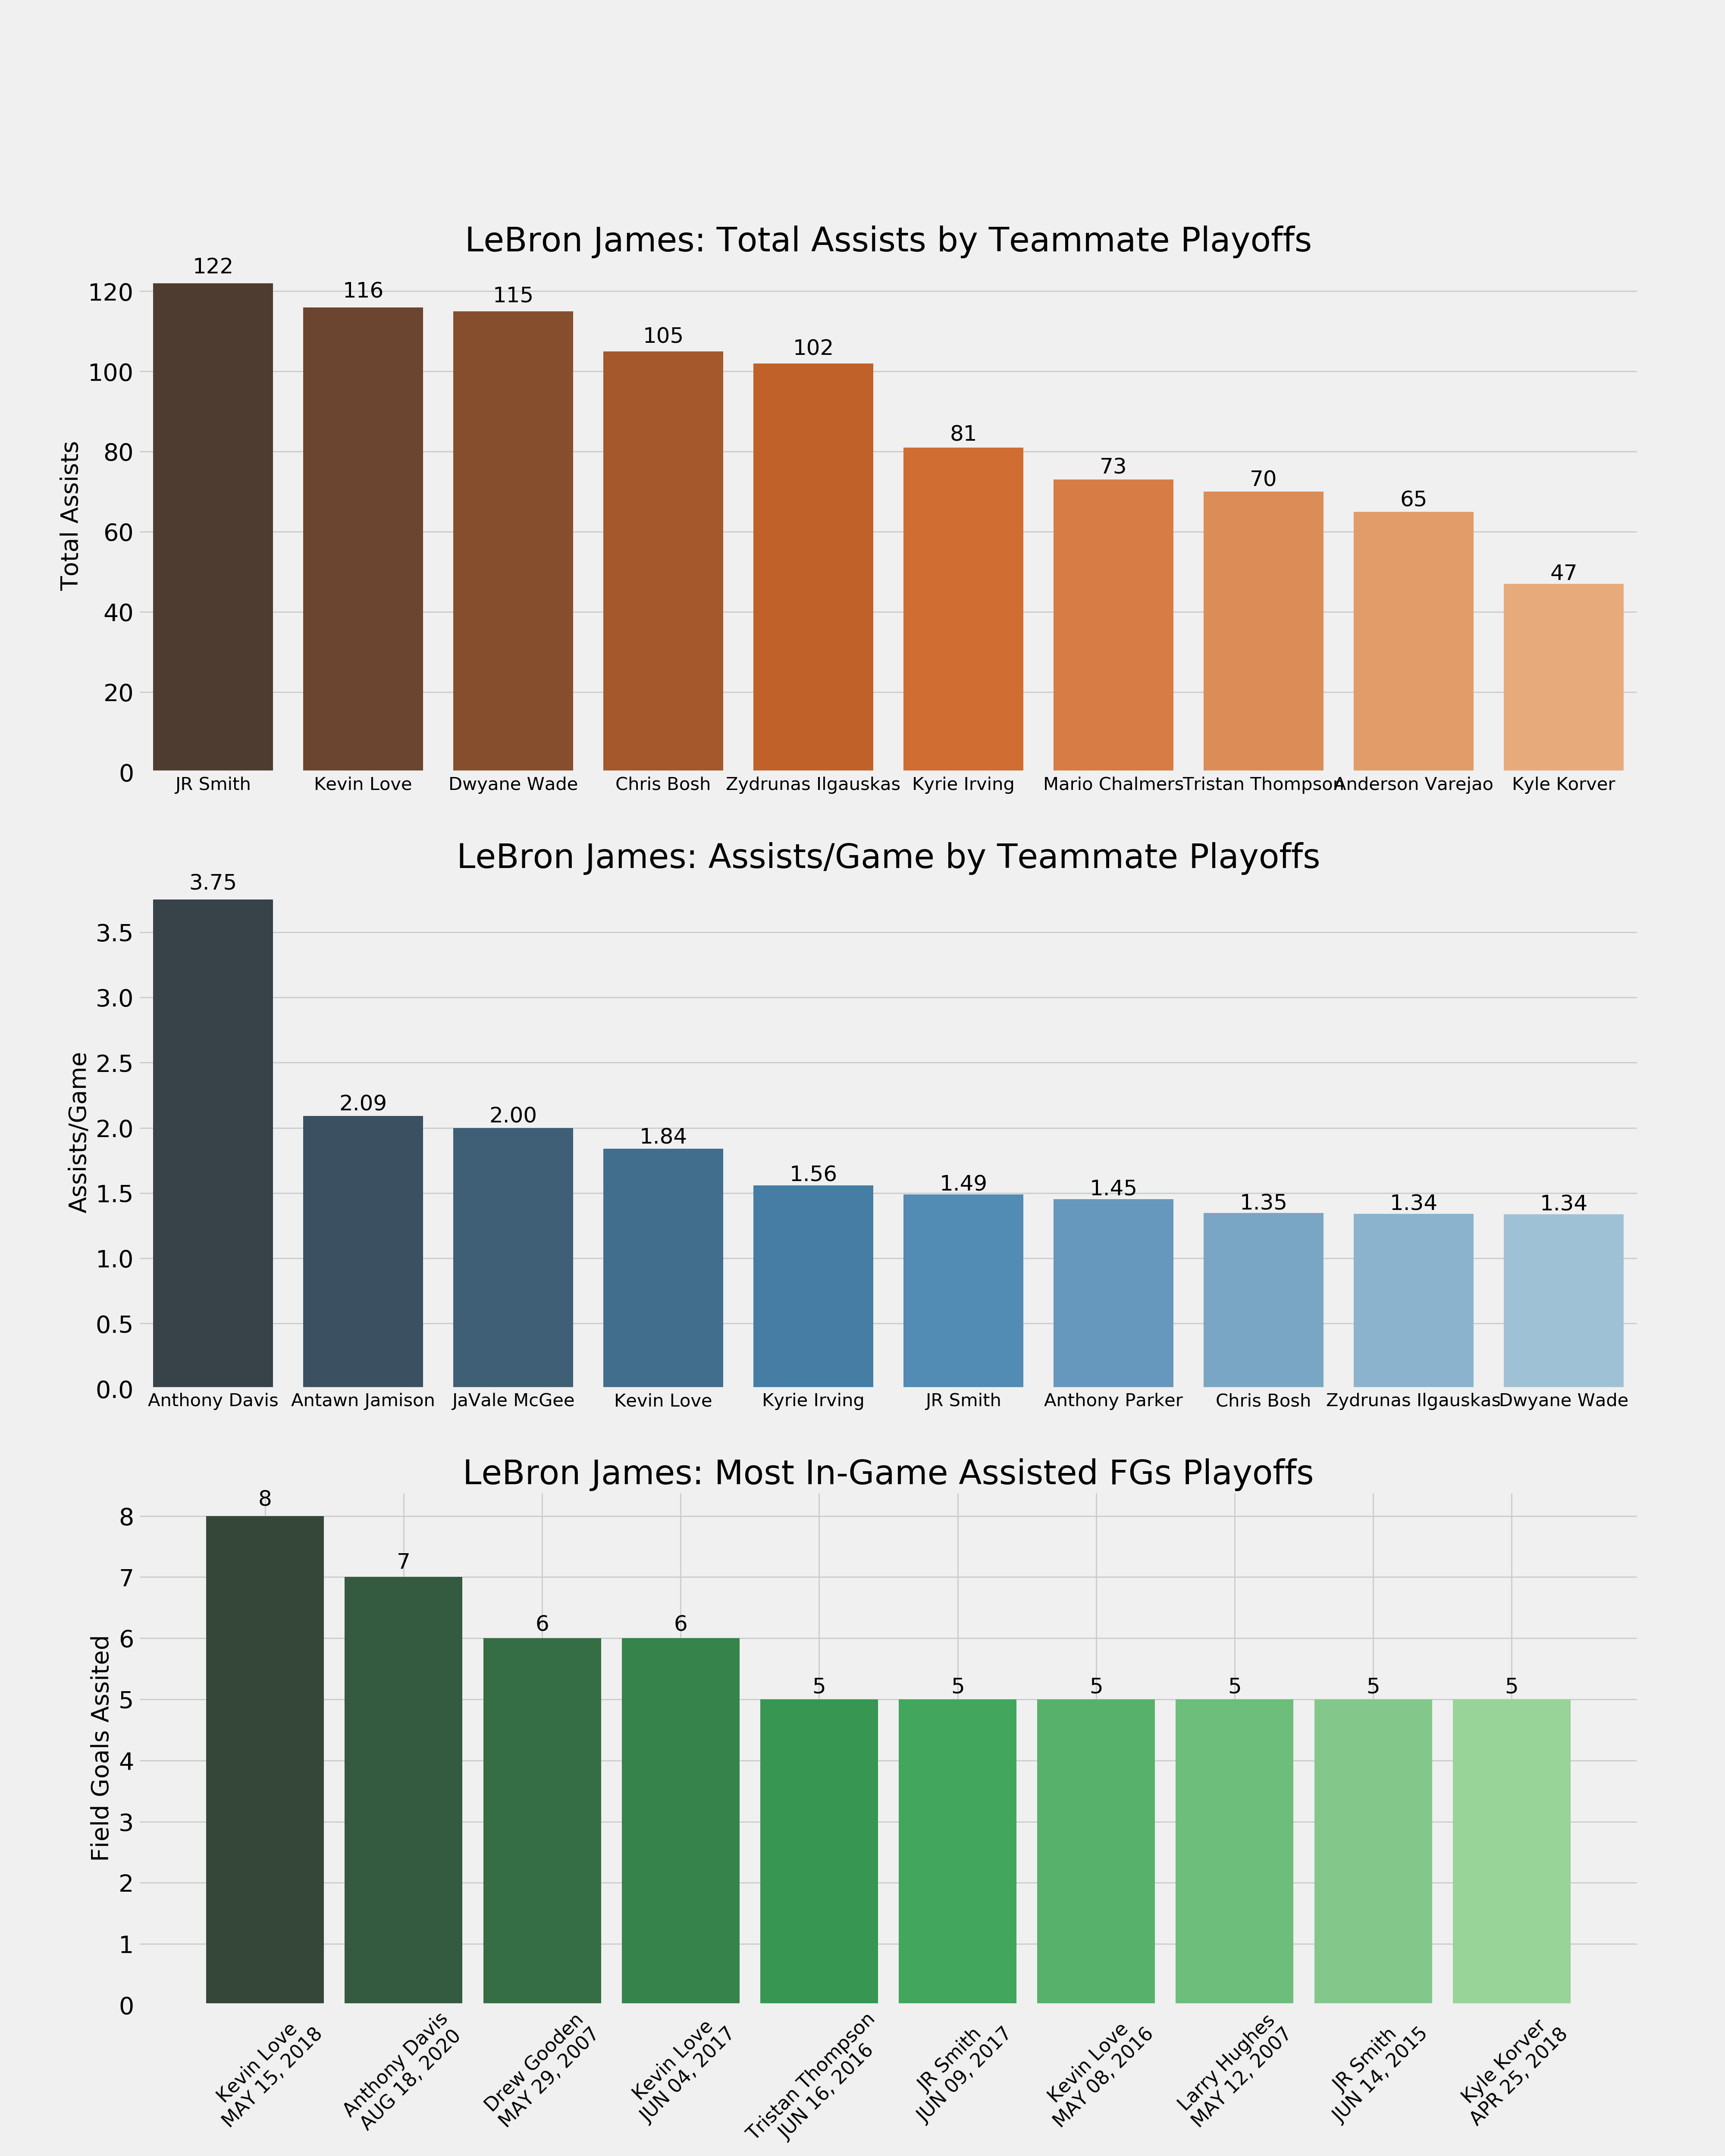 LeBron James: Total Assists by Teammate Playoffs
Total Assists
120
100
80
60
40
20
0
122
116
115
105
102
81
73
70
65
47
JR Smith
Kevin Love
Dwyane Wade
Chris Bosh
Zydrunas Ilgauskas
Kyrie Irving
Mario Chalmers
Tristan Thompson
Anderson Varejao
Kyle Korver
LeBron James: Assists/Game by Teammate Playoffs
Assists/Game
3.5
3.0
2.5
2.0
1.5
1.0
0.5
0.0
3.75
2.09
2.00
1.84
1.56
1.49
1.45
1.35
1.34
1.34
Anthony Davis
Antawn Jamison
JaVale McGee
Kevin Love
Kyrie Irving
JR Smith
Anthony Parker
Chris Bosh
Zydrunas Ilgauskas
Dwyane Wade
LeBron James: Most In-Game Assisted FGs Playoffs
Field Goals Assited
8
7
6
5
4
3
2
1
0
8
7
6
6
5
5
5
5
5
5
Kevin Love
MAY 15, 2018
Anthony Davis
AUG 18, 2020
Drew Gooden
MAY 29, 2007
Kevin Love
JUN 04, 2017
Tristan Thompson
JUN 16, 2016
JR Smith
JUN 09, 2017
Kevin Love
MAY 08, 2016
Larry Hughes
MAY 12, 2007
JR Smith
JUN 14, 2015
Kyle Korver
APR 25, 2018